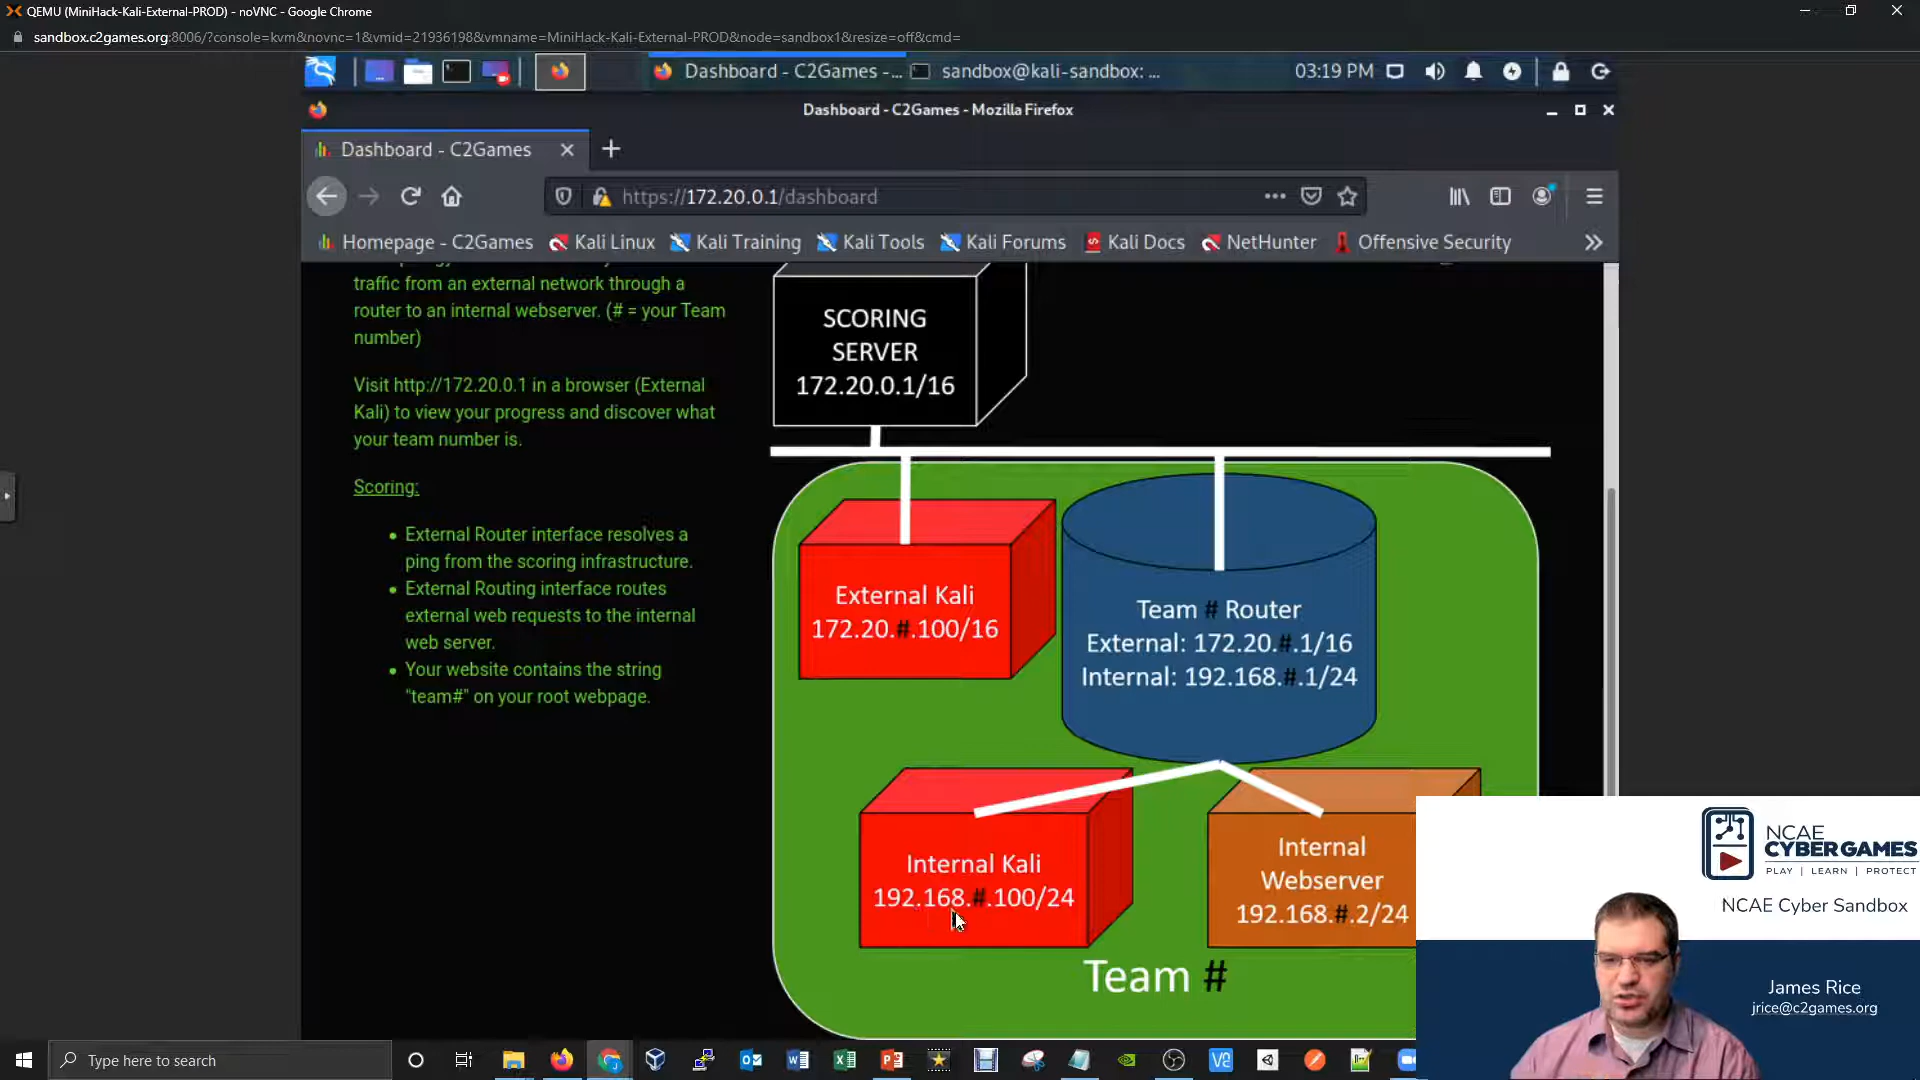 QEMU (MiniHack-Kali-External-PROD) - noVNC - Google Chrome
sandbox.c2games.org:8006/?console=kvm&novnc=1&vmid=21936198&vmname=MiniHack-Kali-External-PROD&node=sandbox1&resize=off&cmd=
Dashboard - C2Games -...
sandbox@kali-sandbox: ...
03:19 PM
Dashboard - C2Games - Mozilla Firefox
Dashboard - C2Games
https://172.20.0.1/dashboard
Homepage - C2Games
Kali Linux
Kali Training
Kali Tools
Kali Forums
Kali Docs
NetHunter
Offensive Security
traffic from an external network through a
router to an internal webserver. (# = your Team
number)
Visit http://172.20.0.1 in a browser (External
Kali) to view your progress and discover what
your team number is.
Scoring:
External Router interface resolves a
ping from the scoring infrastructure.
External Routing interface routes
external web requests to the internal
web server.
Your website contains the string
"team#" on your root webpage.
SCORING
SERVER
172.20.0.1/16
External Kali
172.20.#.100/16
Team # Router
External: 172.20.#.1/16
Internal: 192.168.#.1/24
Internal Kali
192.168.#.100/24
Internal
Webserver
192.168.#.2/24
Team #
NCAE
CYBERGAMES
PLAY | LEARN | PROTECT
NCAE Cyber Sandbox
James Rice
jrice@c2games.org
Type here to search